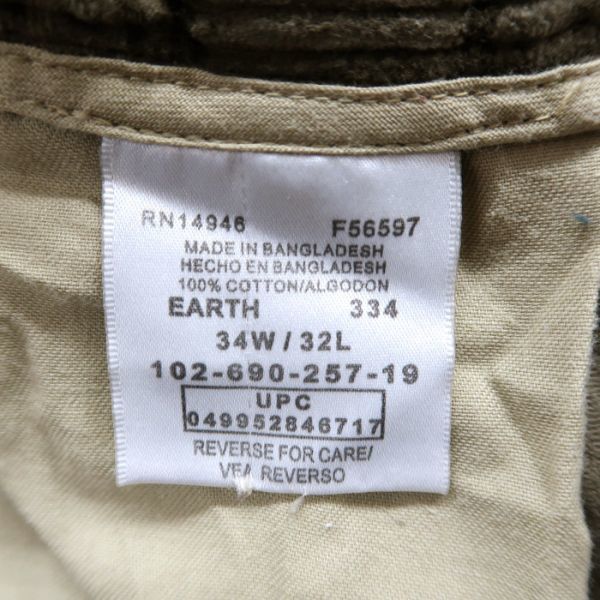 RN14946 F56597
MADE IN BANGLADESH
HECHO EN BANGLADESH
100% COTTON/ALGODON
EARTH 334
34W / 32L
102-690-257-19
UPC
049952846717
REVERSE FOR CARE/
VEA REVERSO